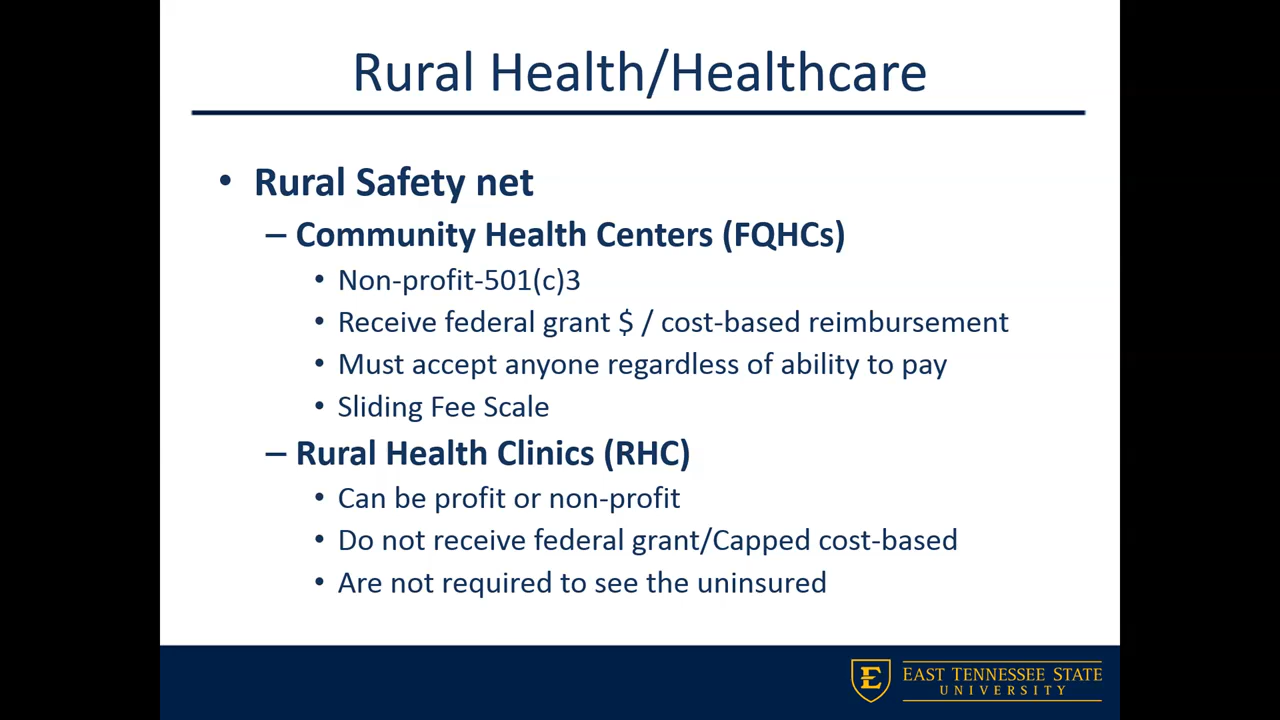 Rural Health/Healthcare
• Rural Safety net
– Community Health Centers (FQHCs)
• Non-profit-501(c)3
• Receive federal grant $ / cost-based reimbursement
• Must accept anyone regardless of ability to pay
• Sliding Fee Scale
– Rural Health Clinics (RHC)
• Can be profit or non-profit
• Do not receive federal grant/Capped cost-based
• Are not required to see the uninsured
E
EAST TENNESSEE STATE
UNIVERSITY